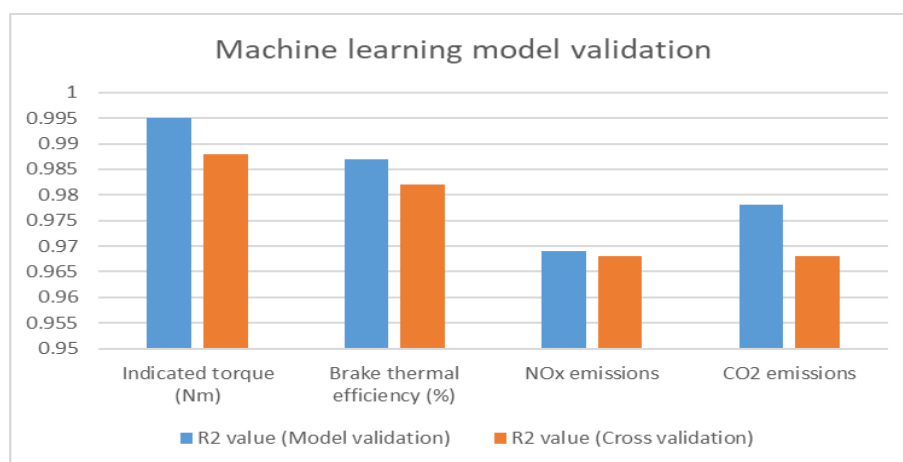 Machine learning model validation
1
0.995
0.99
0.985
0.98
0.975
0.97
0.965
0.96
0.955
0.95
Indicated torque
(Nm)
Brake thermal
efficiency (%)
NOx emissions
CO2 emissions
R2 value (Model validation)
R2 value (Cross validation)